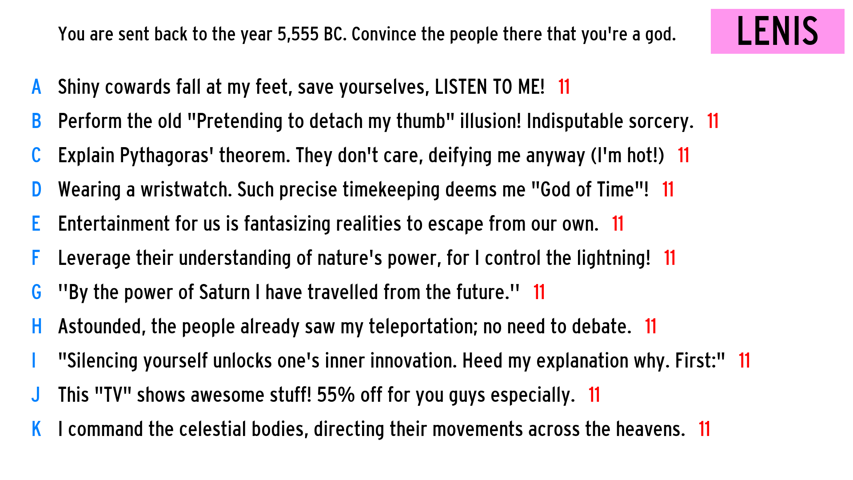 You are sent back to the year 5,555 BC. Convince the people there that you're a god.
LENIS
A Shiny cowards fall at my feet, save yourselves, LISTEN TO ME! 11
B Perform the old "Pretending to detach my thumb" illusion! Indisputable sorcery. 11
C Explain Pythagoras' theorem. They don't care, deifying me anyway (I'm hot!) 11
D Wearing a wristwatch. Such precise timekeeping deems me "God of Time"! 11
E Entertainment for us is fantasizing realities to escape from our own. 11
F Leverage their understanding of nature's power, for I control the lightning! 11
G ''By the power of Saturn I have travelled from the future.'' 11
H Astounded, the people already saw my teleportation; no need to debate. 11
I "Silencing yourself unlocks one's inner innovation. Heed my explanation why. First:" 11
J This "TV" shows awesome stuff! 55% off for you guys especially. 11
K I command the celestial bodies, directing their movements across the heavens. 11